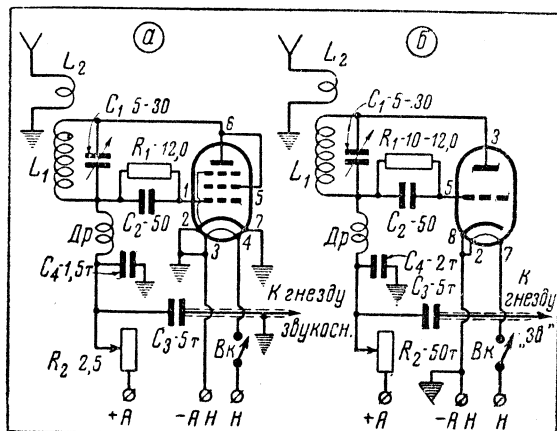 а
L2
C1 5-30
R1-12,0
6
L1
1
5
C2-50
2
2
3
4
Др
C4-1,5т
К гнезду
звукосн.
C3-5т
Вк
R2 2,5
+А
-А Н
Н
б
L2
C1-5-30
R1-10-12,0
3
L1
5
C2-50
8
2
7
Др
C4-2т
C3-5т
К
гнезду
„Зв"
Вк
R2-50т
+А
-А Н
Н